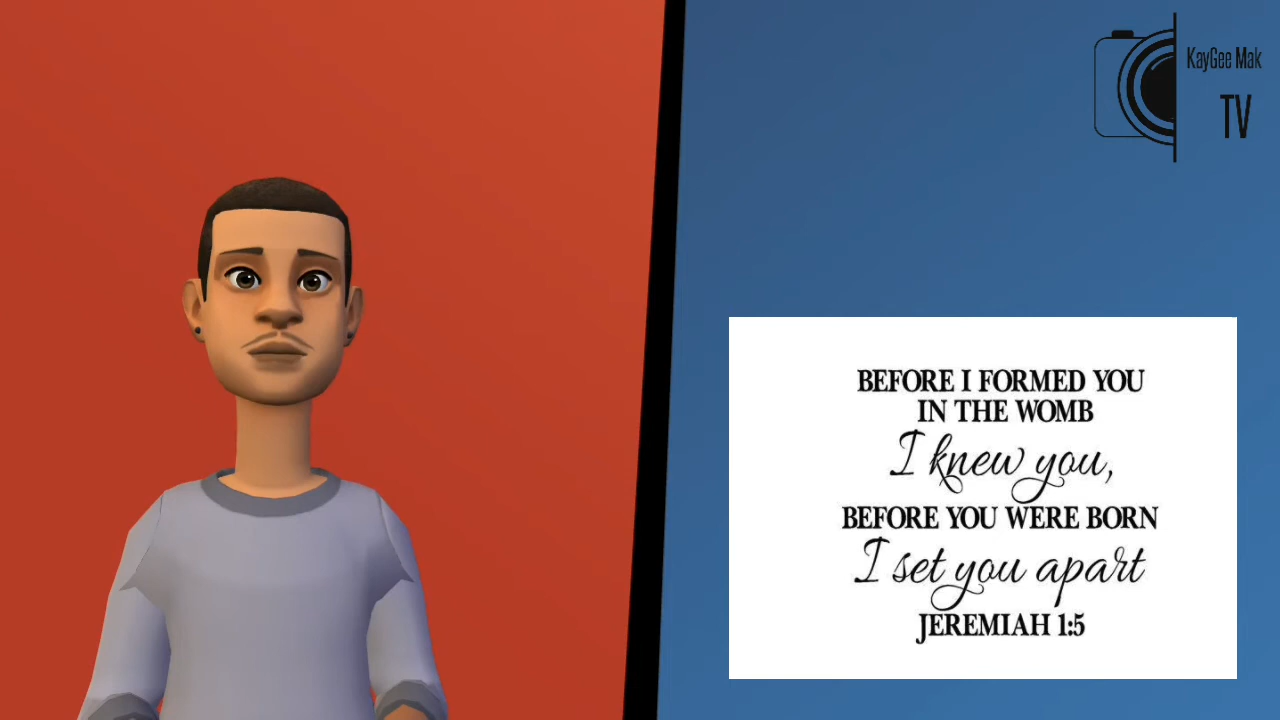 KayGee Mak
TV
BEFORE I FORMED YOU
IN THE WOMB
I knew you,
BEFORE YOU WERE BORN
I set you apart
JEREMIAH 1:5